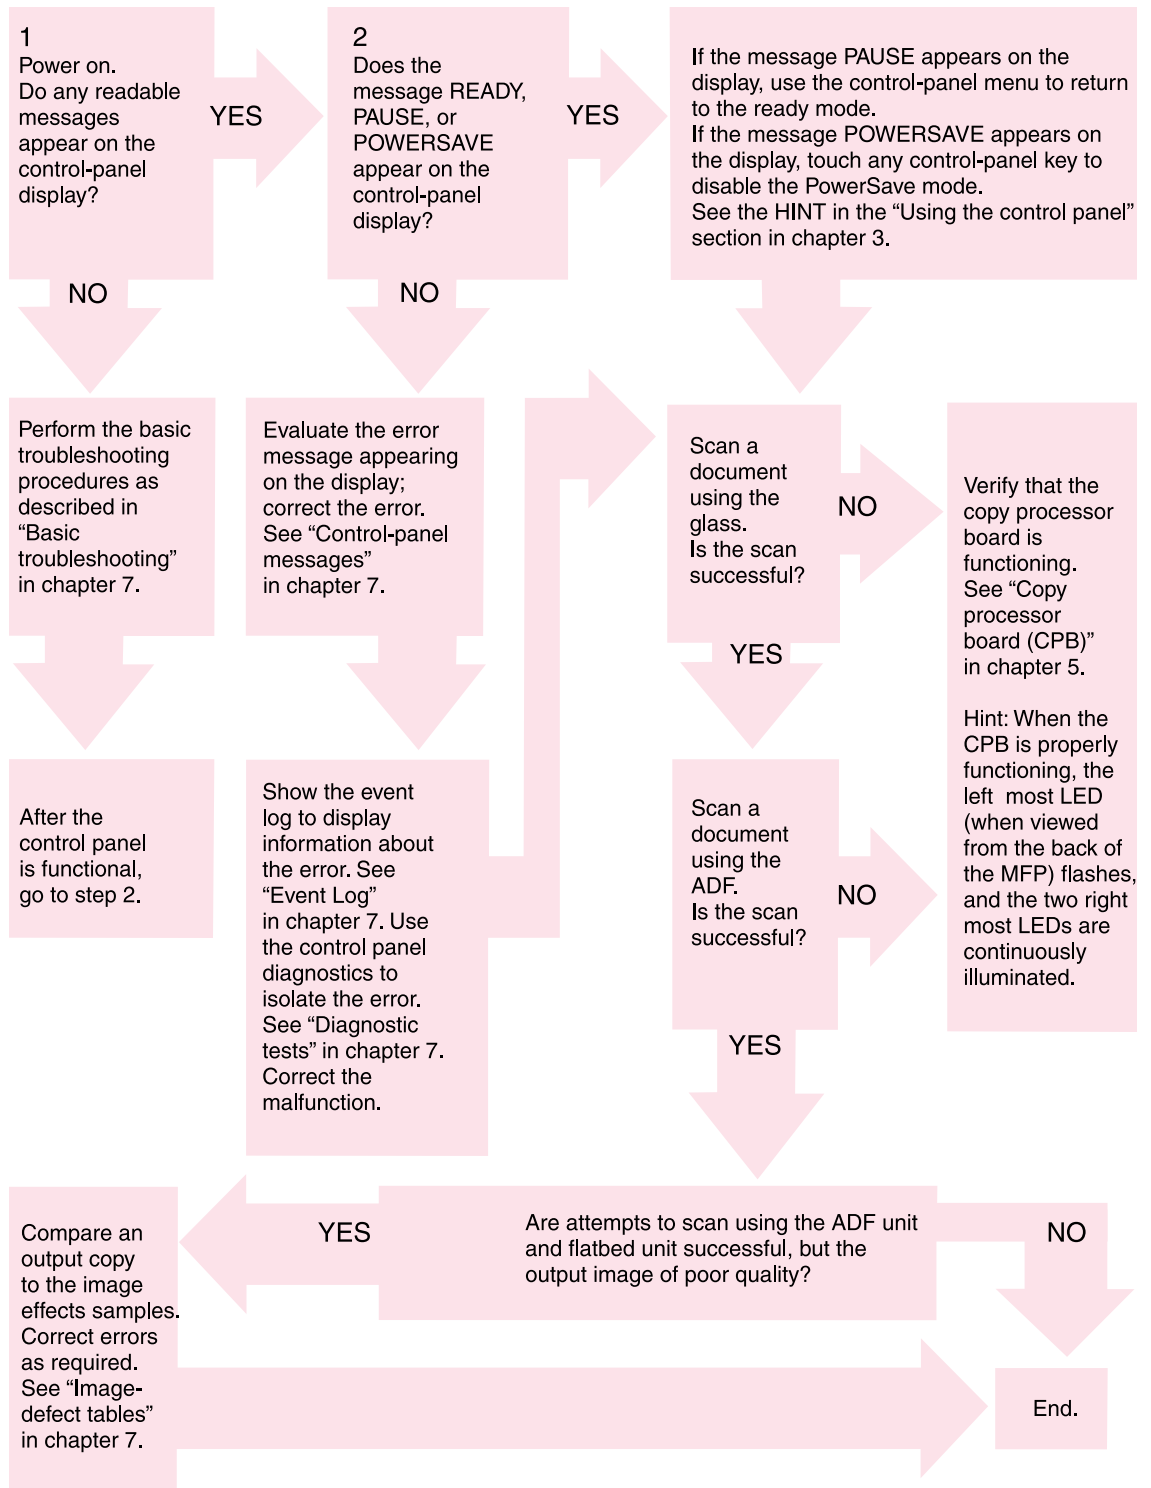 1
Power on.
Do any readable
messages
appear on the
control-panel
display?
YES
NO
2
Does the
message READY,
PAUSE, or
POWERSAVE
appear on the
control-panel
display?
YES
NO
If the message PAUSE appears on the
display, use the control-panel menu to return
to the ready mode.
If the message POWERSAVE appears on
the display, touch any control-panel key to
disable the PowerSave mode.
See the HINT in the “Using the control panel”
section in chapter 3.
Perform the basic
troubleshooting
procedures as
described in
“Basic
troubleshooting”
in chapter 7.
Evaluate the error
message appearing
on the display;
correct the error.
See “Control-panel
messages”
in chapter 7.
Scan a
document
using the
glass.
Is the scan
successful?
NO
YES
Verify that the
copy processor
board is
functioning.
See “Copy
processor
board (CPB)”
in chapter 5.
Hint: When the
CPB is properly
functioning, the
left  most LED
(when viewed
from the back of
the MFP) flashes,
and the two right
most LEDs are
continuously
illuminated.
After the
control panel
is functional,
go to step 2.
Show the event
log to display
information about
the error. See
“Event Log”
in chapter 7. Use
the control panel
diagnostics to
isolate the error.
See “Diagnostic
tests” in chapter 7.
Correct the
malfunction.
Scan a
document
using the
ADF.
Is the scan
successful?
NO
YES
Are attempts to scan using the ADF unit
and flatbed unit successful, but the
output image of poor quality?
YES
NO
Compare an
output copy
to the image
effects samples.
Correct errors
as required.
See “Image-
defect tables”
in chapter 7.
End.